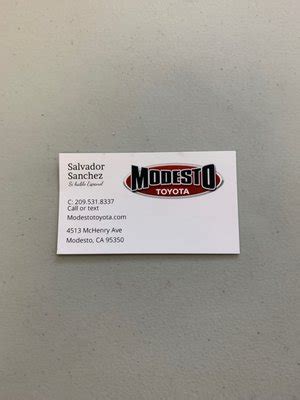 Salvador
Sanchez
Se habla Espanol
C: 209.531.8337
Call or text
Modestotoyota.com
4513 McHenry Ave
Modesto, CA 95350
MODESTO
TOYOTA